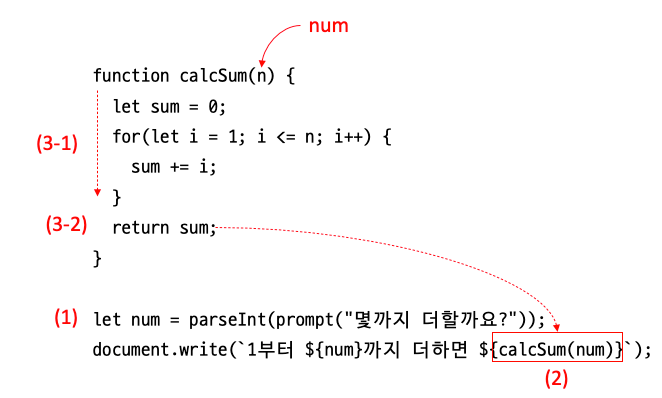 num
function calcSum(n) {
let sum = 0;
(3-1) for(let i = 1; i <= n; i++) {
sum += i;
}
(3-2) return sum;
}
(1) let num = parseInt(prompt("몇까지 더할까요?"));
document.write(`1부터 ${num}까지 더하면 ${calcSum(num)}`);
(2)